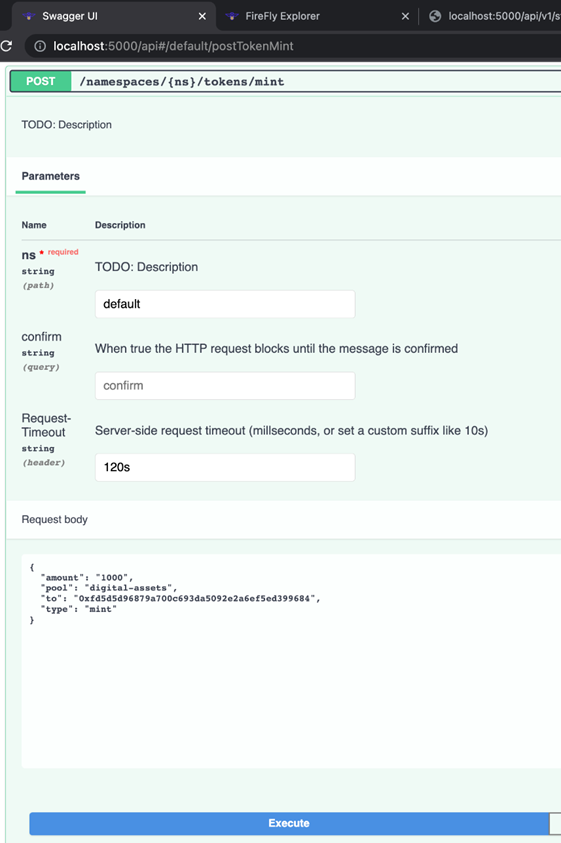 Swagger UI
FireFly Explorer
localhost:5000/api/v1/s
localhost:5000/api#/default/postTokenMint
POST /namespaces/{ns}/tokens/mint
TODO: Description
Parameters
Name Description
ns * required
string
(path)
TODO: Description
default
confirm
string
(query)
When true the HTTP request blocks until the message is confirmed
confirm
Request-
Timeout
string
(header)
Server-side request timeout (millseconds, or set a custom suffix like 10s)
120s
Request body
{
"amount": "1000",
"pool": "digital-assets",
"to": "0xfd5d5d96879a700c693da5092e2a6ef5ed399684",
"type": "mint"
}
Execute